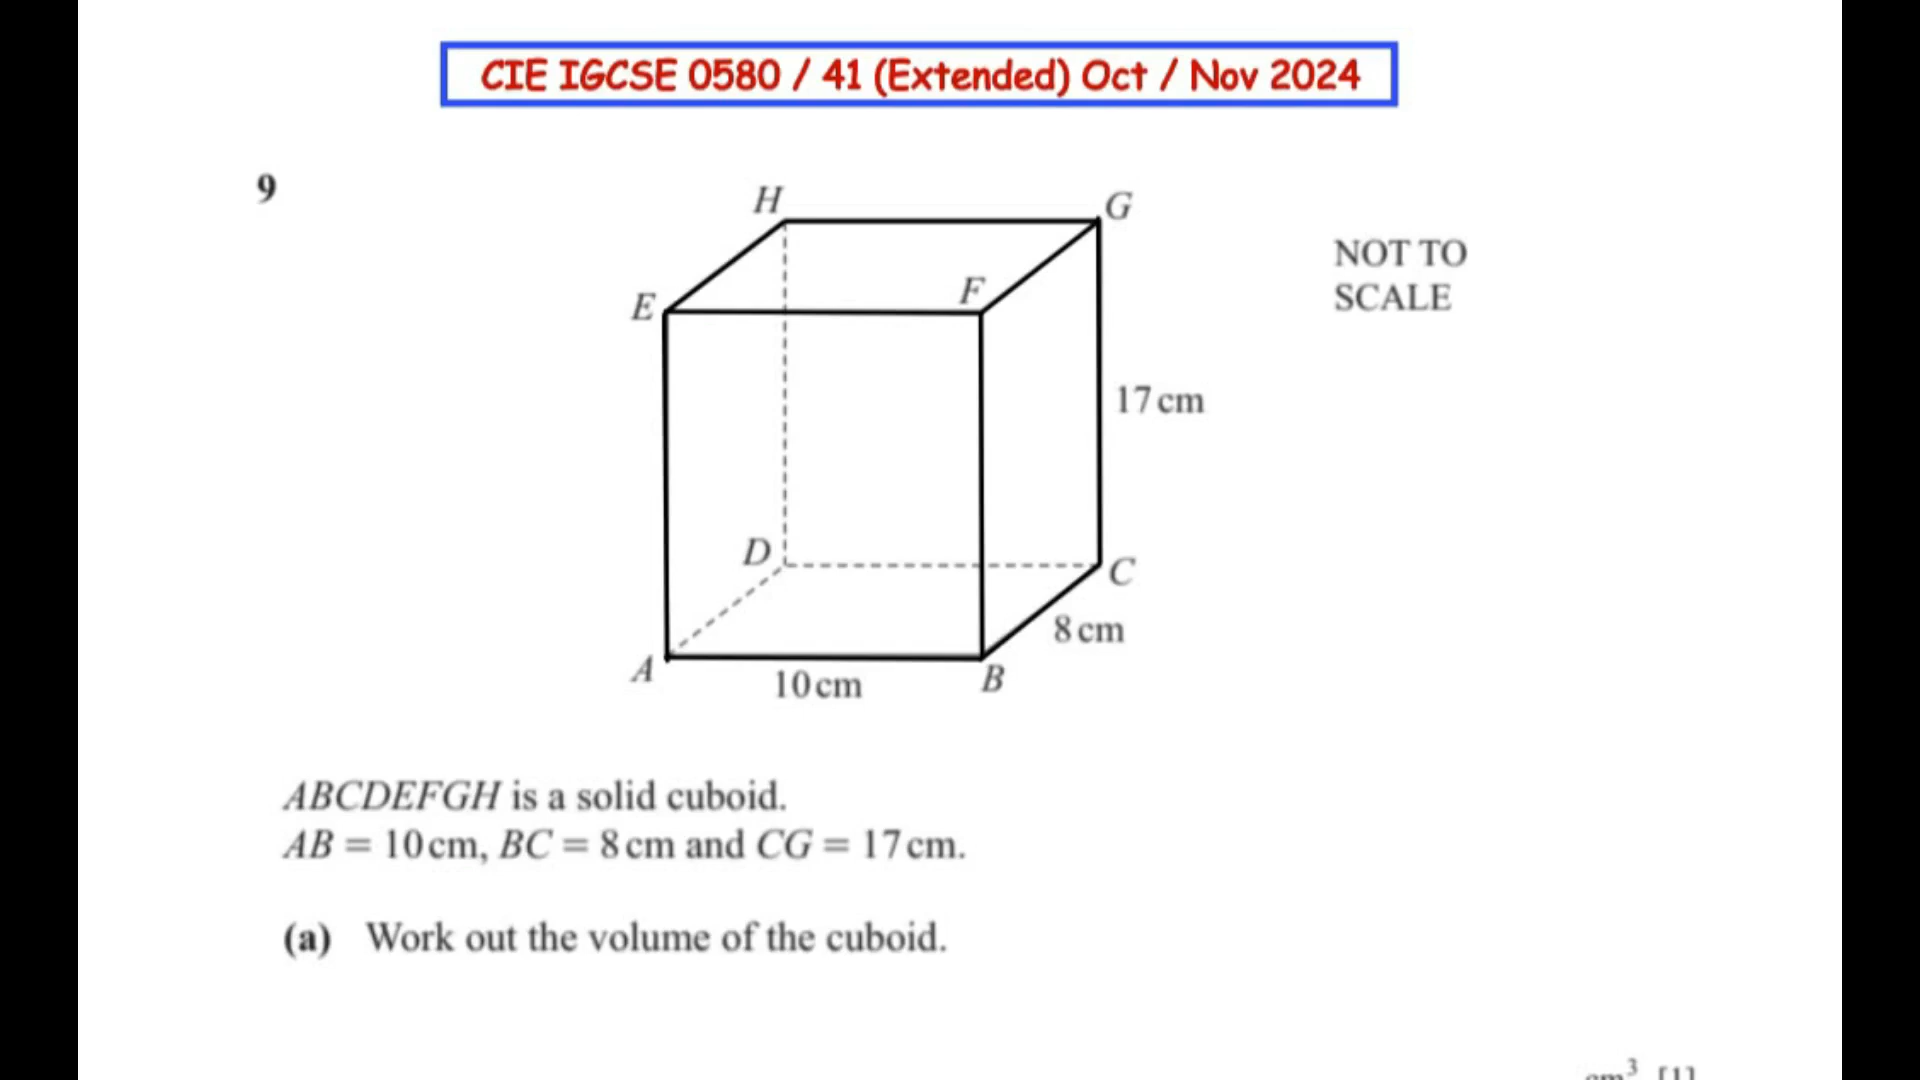 CIE IGCSE 0580 / 41 (Extended) Oct / Nov 2024
9
H
G
NOT TO
SCALE
E
F
17 cm
D
C
8 cm
A
10 cm
B
ABCDEFGH is a solid cuboid.
AB = 10 cm, BC = 8 cm and CG = 17 cm.
(a) Work out the volume of the cuboid.
cm³ [1]